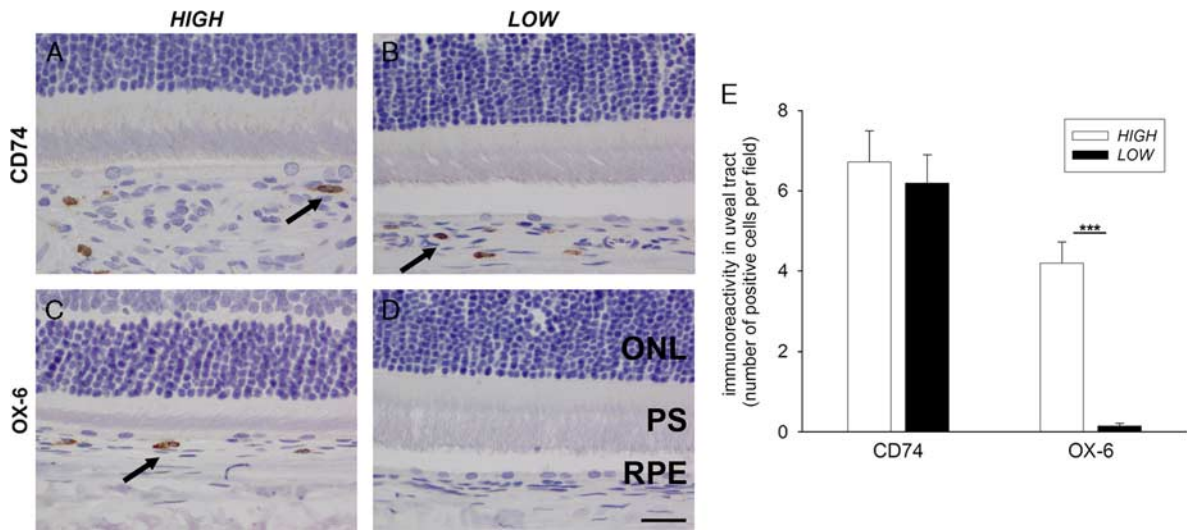 HIGH
LOW
A
B
CD74
C
D
OX-6
ONL
PS
RPE
E
immunoreactivity in uveal tract
(number of positive cells per field)
8
6
4
2
0
HIGH
LOW
***
CD74
OX-6